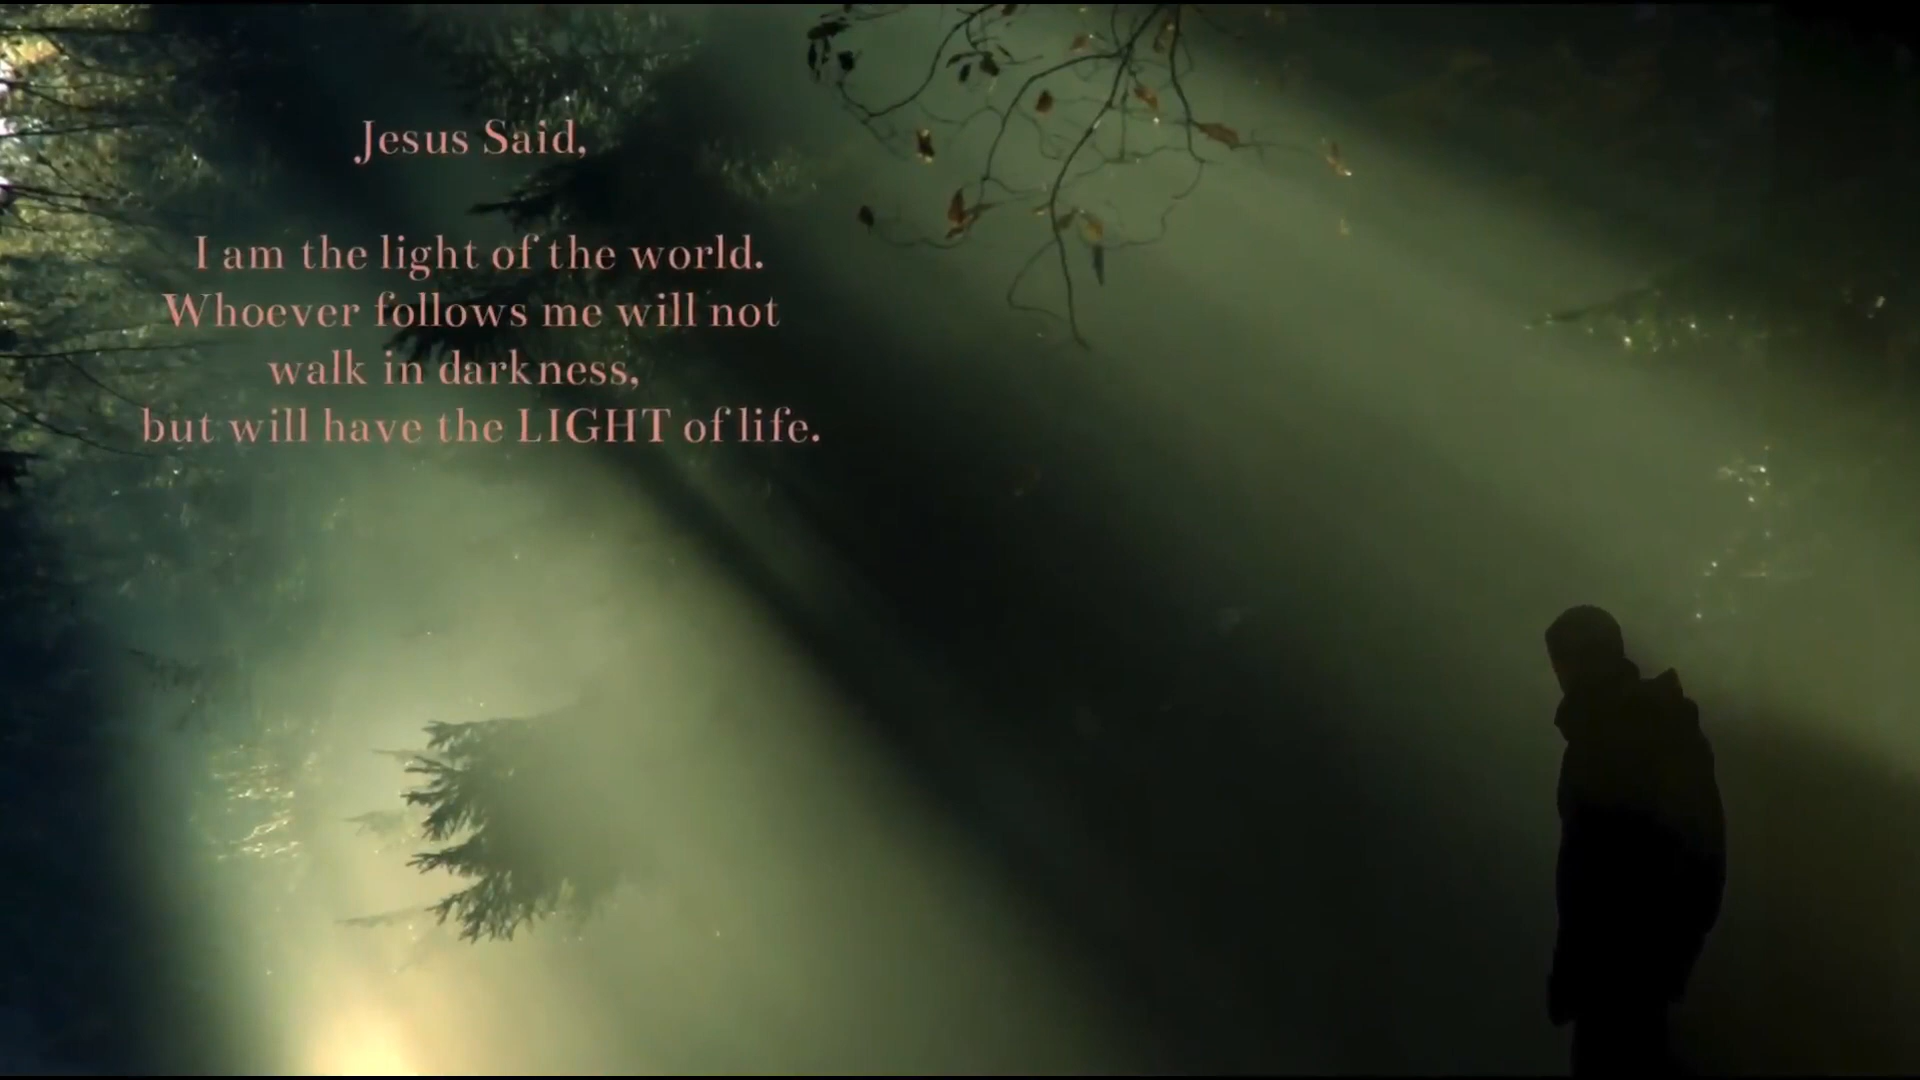 Jesus Said,
I am the light of the world.
Whoever follows me will not
walk in darkness,
but will have the LIGHT of life.